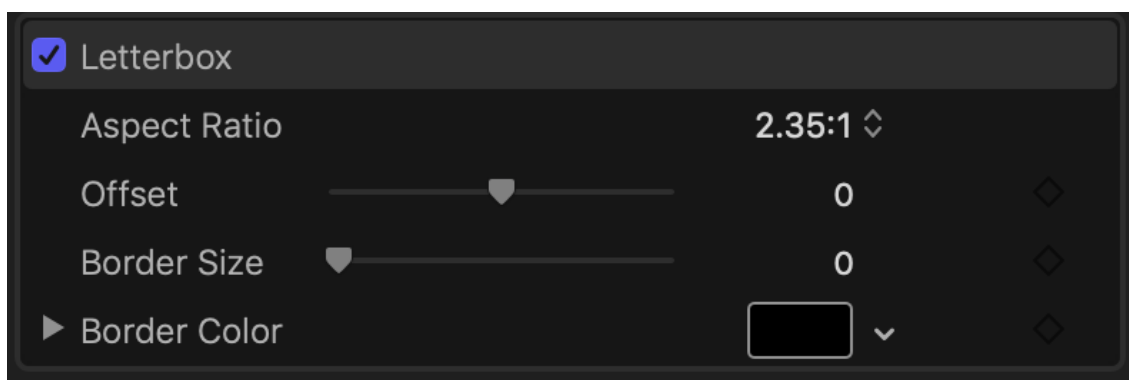 Letterbox
Aspect Ratio 2.35:1
Offset 0
Border Size 0
Border Color